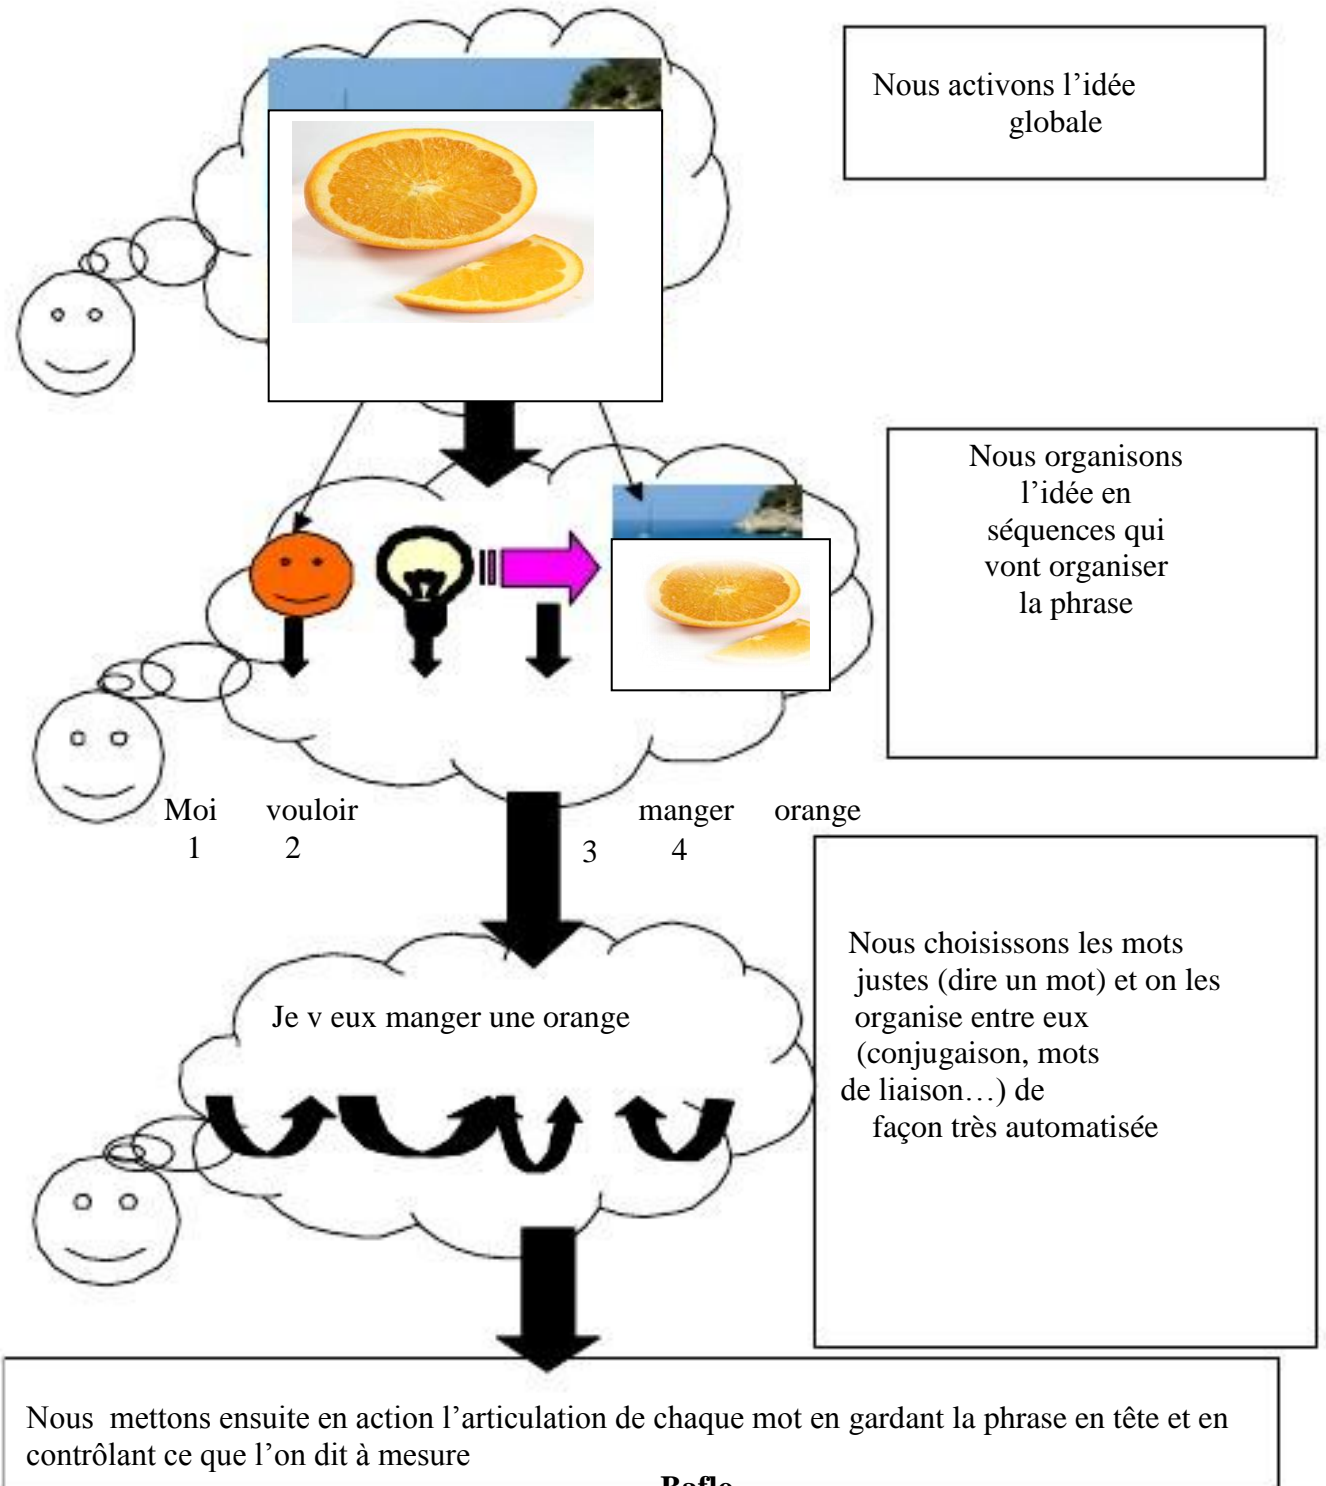 Nous activons l’idée
globale
Nous organisons
l’idée en
séquences qui
vont organiser
la phrase
Moi vouloir manger orange
1 2 3 4
Je v eux manger une orange
Nous choisissons les mots
justes (dire un mot) et on les
organise entre eux
(conjugaison, mots
de liaison…) de
façon très automatisée
Nous mettons ensuite en action l’articulation de chaque mot en gardant la phrase en tête et en
contrôlant ce que l’on dit à mesure